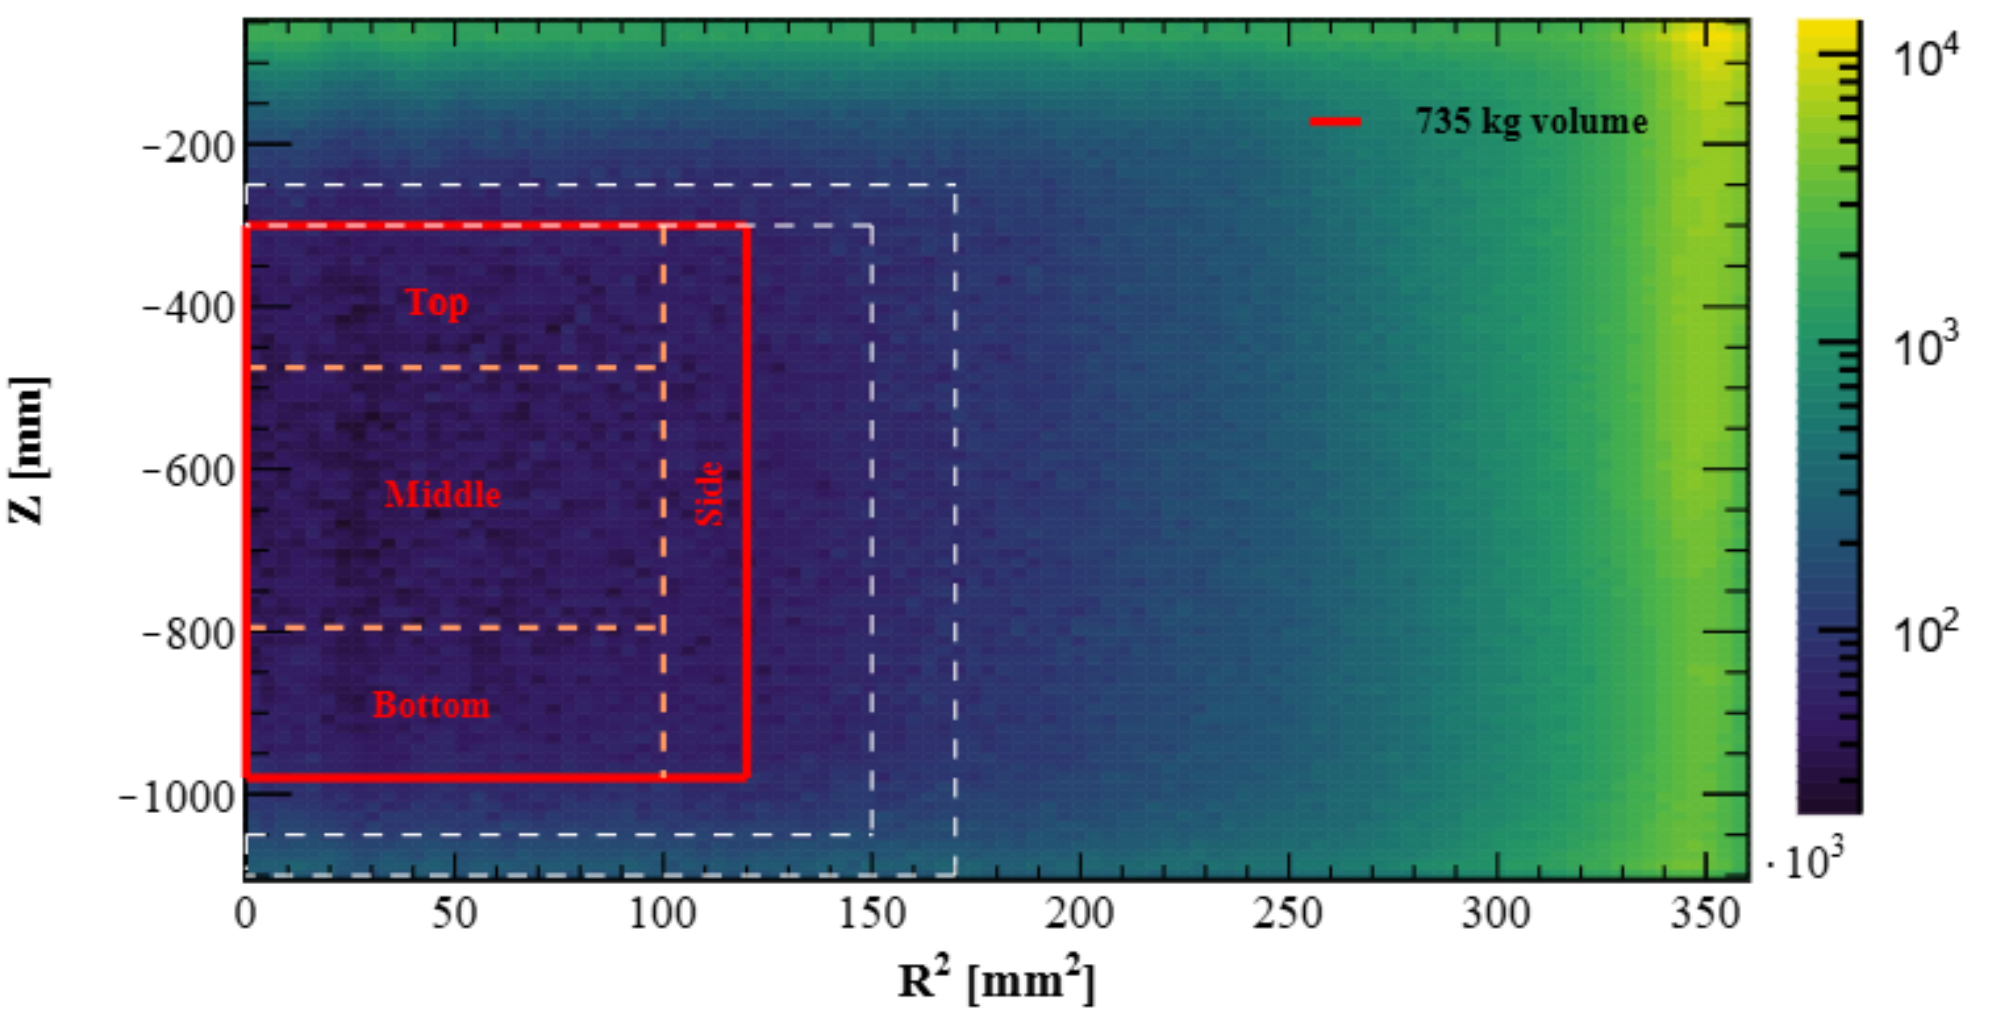 735 kg volume
10⁴
10³
10²
· 10³
Z [mm]
−200
−400
−600
−800
−1000
Top
Middle
Bottom
Side
0 50 100 150 200 250 300 350
R² [mm²]